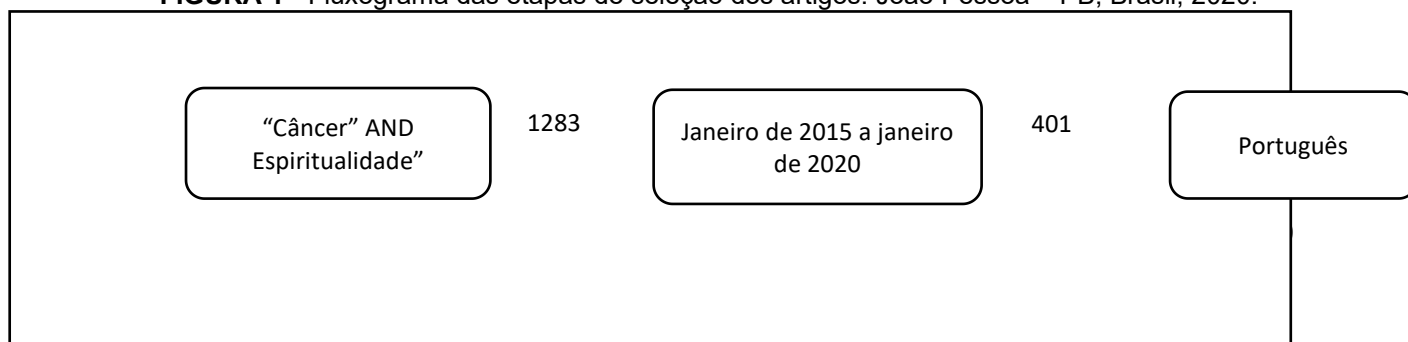 “Câncer” AND
Espiritualidade”
1283
Janeiro de 2015 a janeiro
de 2020
401
Português